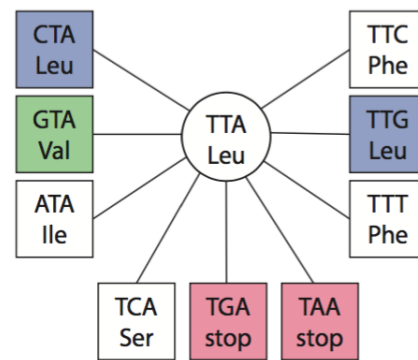 CTA
Leu
TTC
Phe
GTA
Val
TTA
Leu
TTG
Leu
ATA
Ile
TTT
Phe
TCA
Ser
TGA
stop
TAA
stop